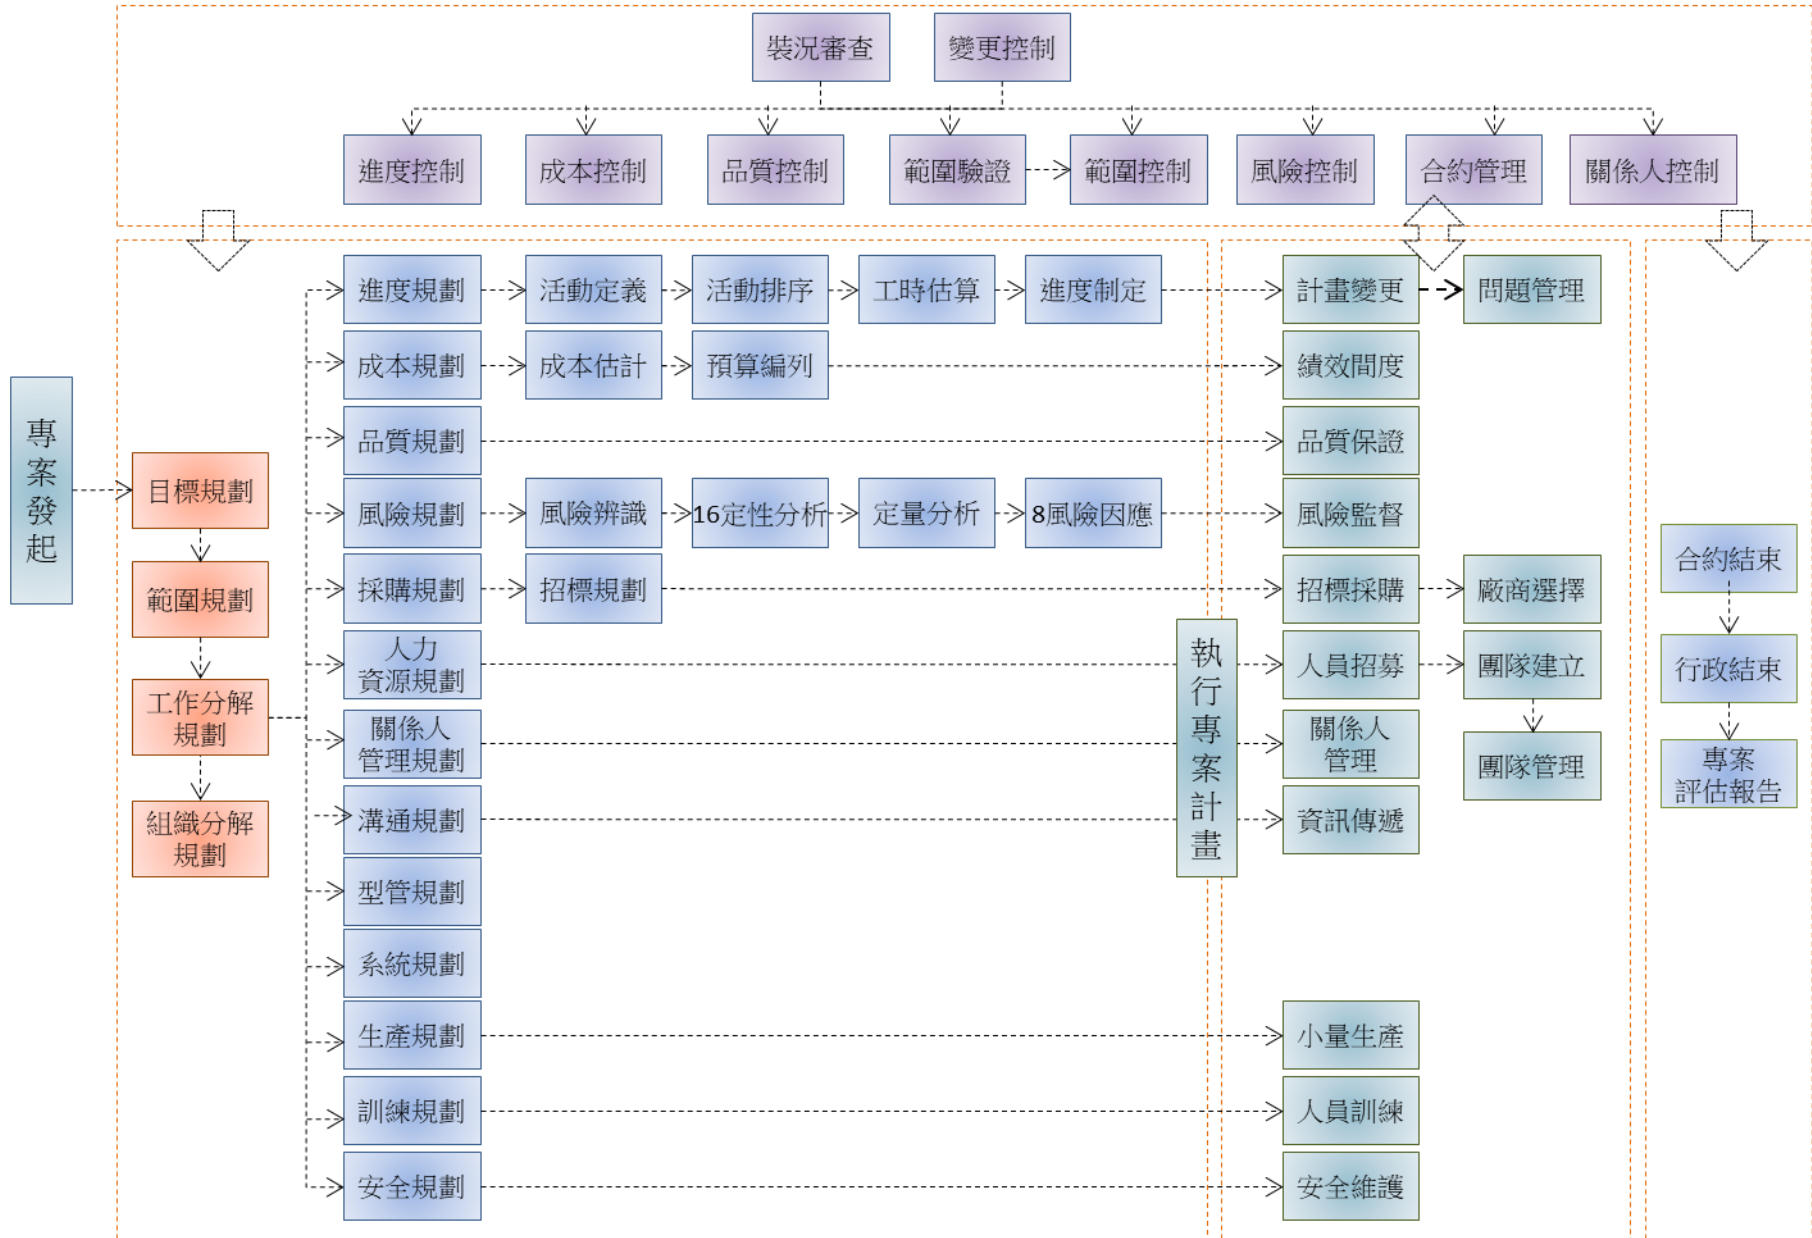 裝況審查
變更控制
進度控制
成本控制
品質控制
範圍驗證
範圍控制
風險控制
合約管理
關係人控制
專案發起
目標規劃
範圍規劃
工作分解
規劃
組織分解
規劃
進度規劃
活動定義
活動排序
工時估算
進度制定
計畫變更
問題管理
成本規劃
成本估計
預算編列
績效間度
品質規劃
品質保證
風險規劃
風險辨識
16定性分析
定量分析
8風險因應
風險監督
採購規劃
招標規劃
招標採購
廠商選擇
人力
資源規劃
人員招募
團隊建立
關係人
管理規劃
關係人
管理
團隊管理
溝通規劃
資訊傳遞
型管規劃
系統規劃
生產規劃
小量生產
訓練規劃
人員訓練
安全規劃
安全維護
執行專案計畫
合約結束
行政結束
專案
評估報告